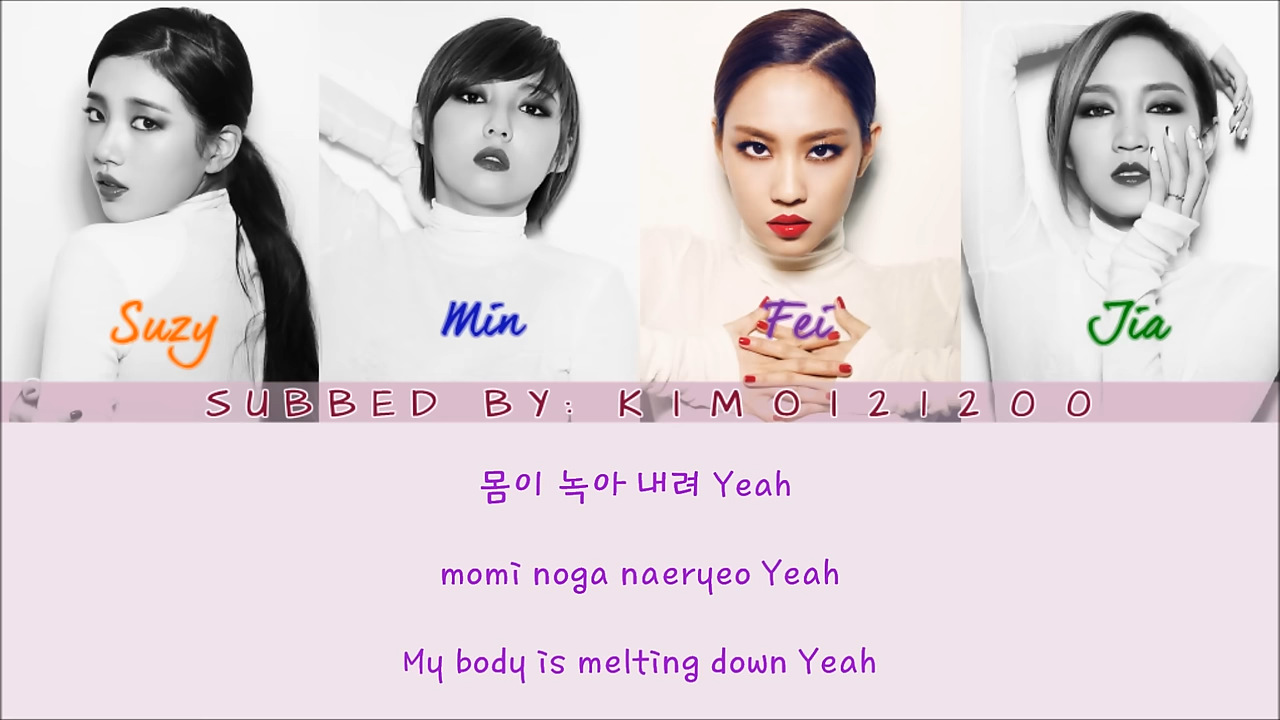 Suzy
Min
Fei
Jia
SUBBED BY: KIM0121200
몸이 녹아 내려 Yeah
momi noga naeryeo Yeah
My body is melting down Yeah